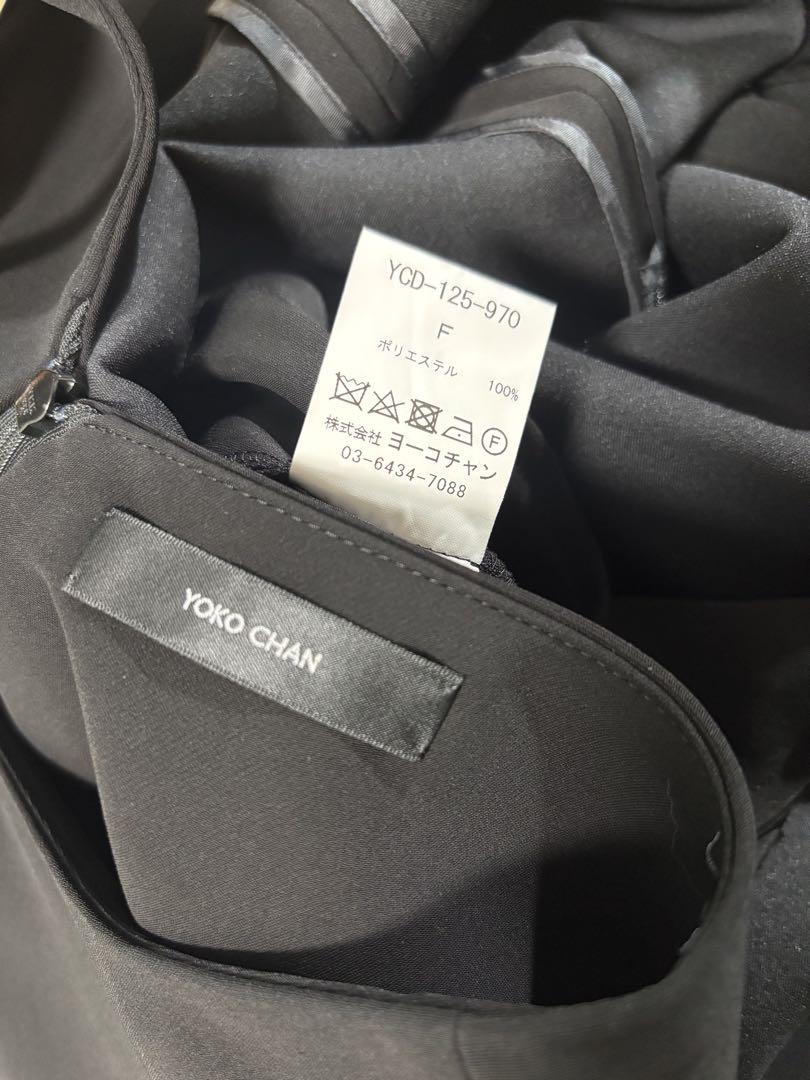 YCD-125-970
F
ポリエステル 100%
F
株式会社 ヨーコチャン
03-6434-7088
YOKO CHAN